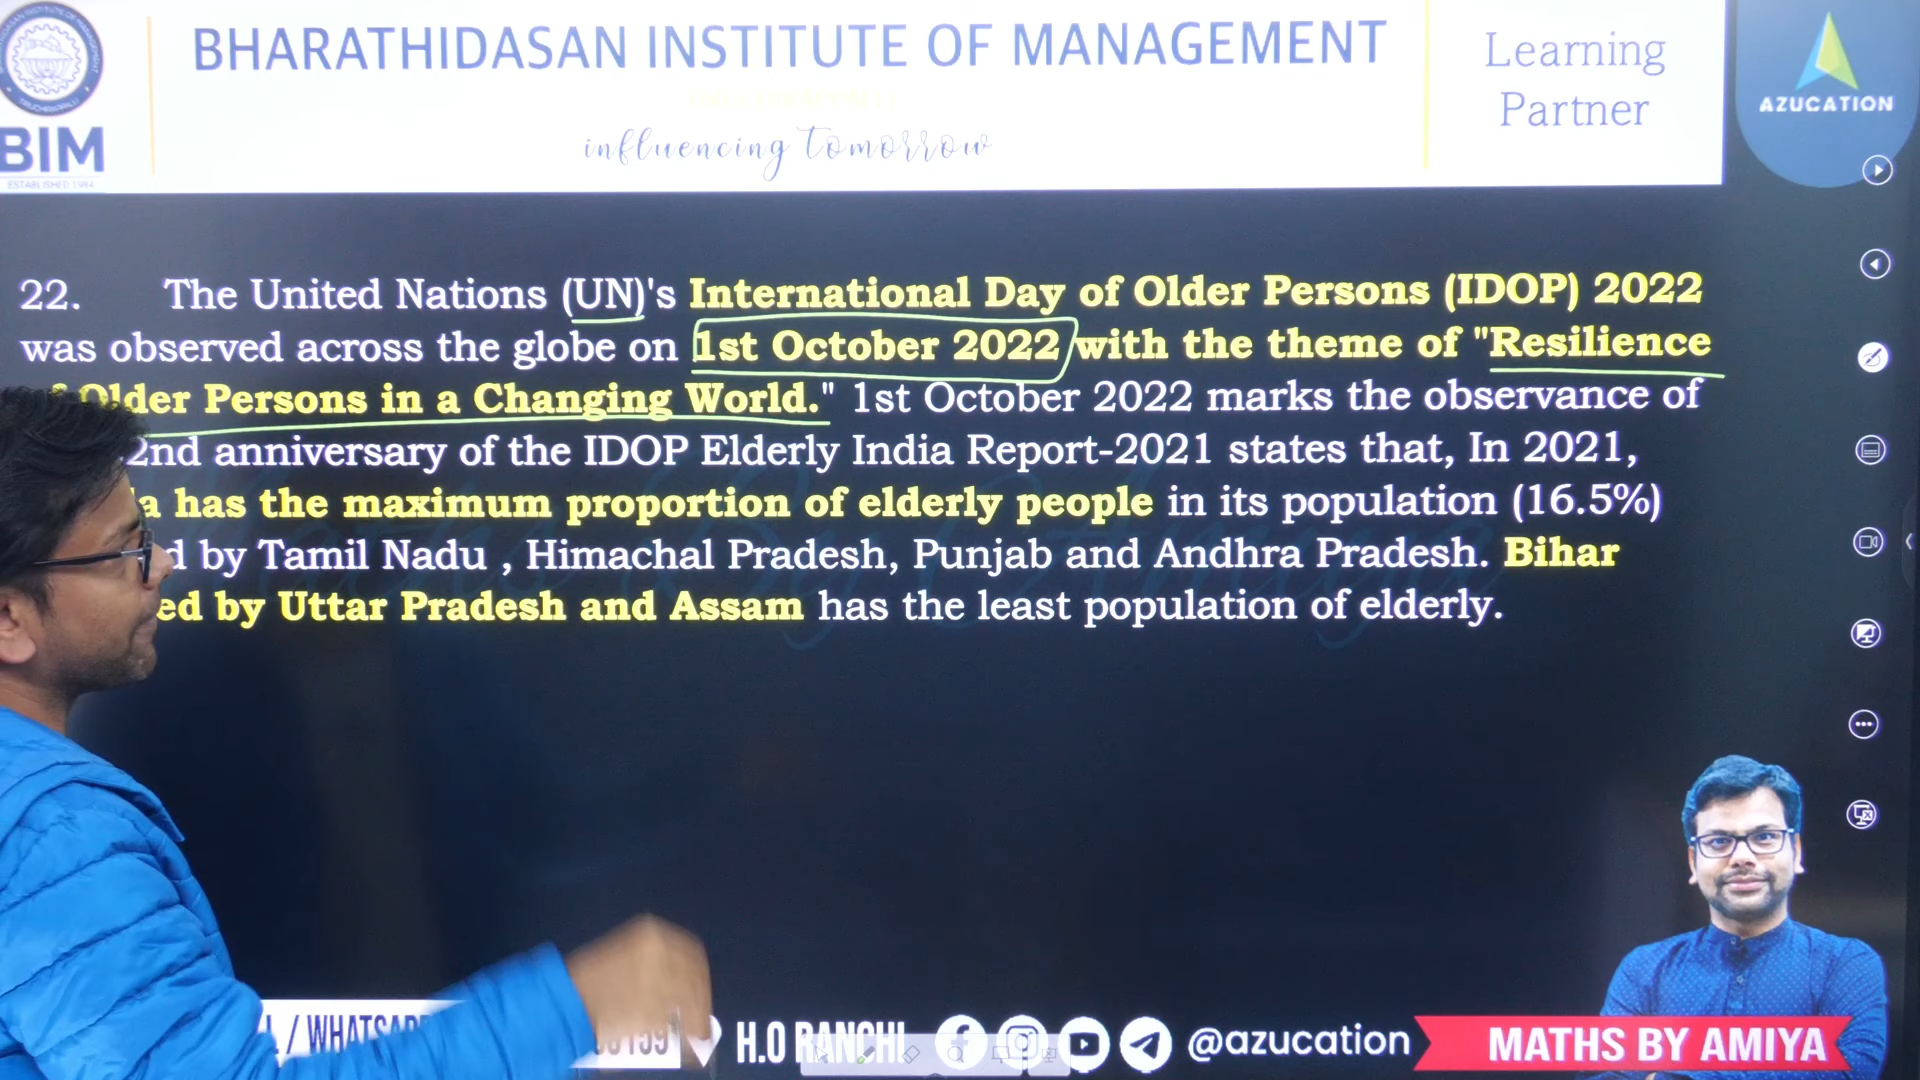 BHARATHIDASAN INSTITUTE OF MANAGEMENT
influencing tomorrow
BIM
ESTABLISHED 1984
Learning
Partner
AZUCATION
22. The United Nations (UN)'s International Day of Older Persons (IDOP) 2022
was observed across the globe on 1st October 2022 with the theme of "Resilience
Older Persons in a Changing World." 1st October 2022 marks the observance of
2nd anniversary of the IDOP Elderly India Report-2021 states that, In 2021,
a has the maximum proportion of elderly people in its population (16.5%)
d by Tamil Nadu , Himachal Pradesh, Punjab and Andhra Pradesh. Bihar
ed by Uttar Pradesh and Assam has the least population of elderly.
H.O RANCHI
@azucation
MATHS BY AMIYA